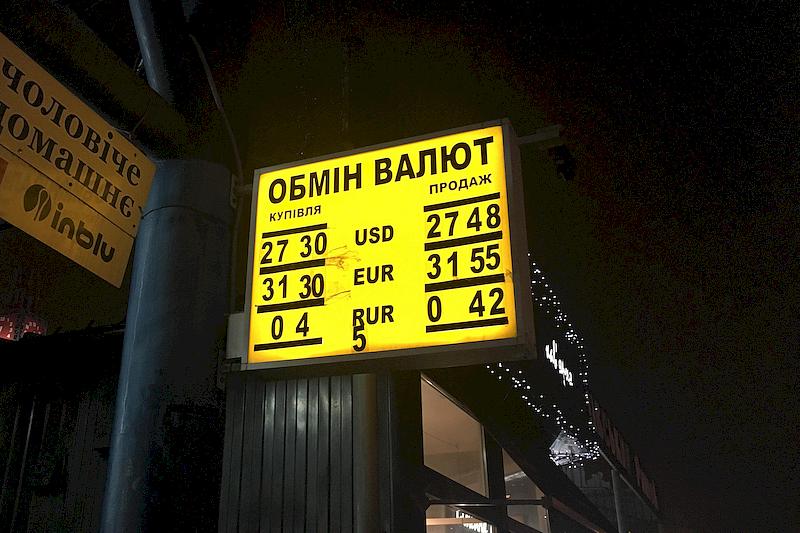 чоловіче
домашнє
inblu
ОБМІН ВАЛЮТ
КУПІВЛЯ ПРОДАЖ
27 30 USD 27 48
31 30 EUR 31 55
0 4 RUR 0 42
5